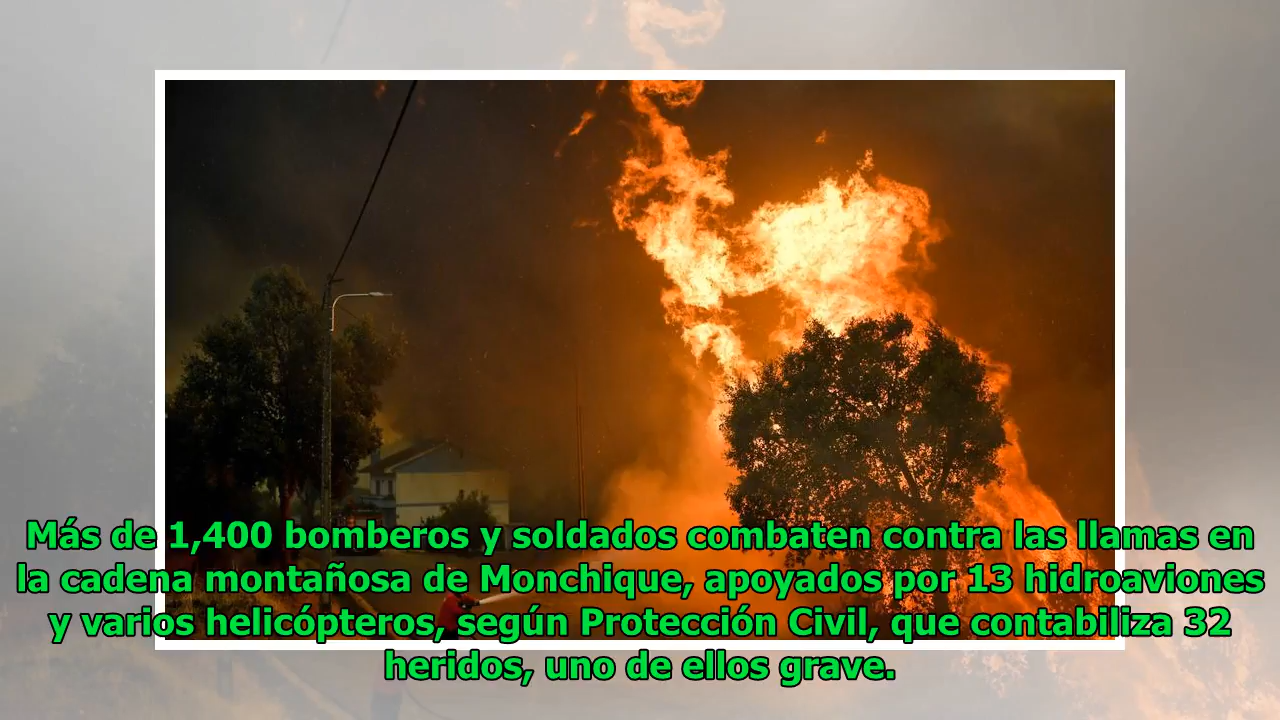 Más de 1,400 bomberos y soldados combaten contra las llamas en
la cadena montañosa de Monchique, apoyados por 13 hidroaviones
y varios helicópteros, según Protección Civil, que contabiliza 32
heridos, uno de ellos grave.